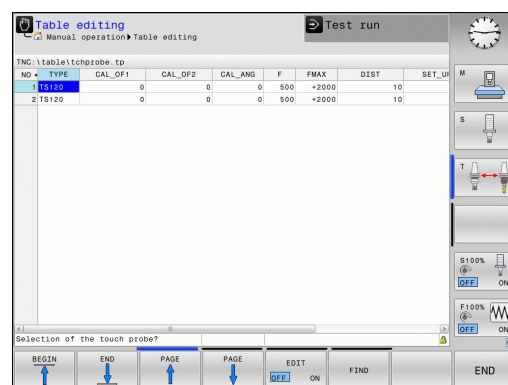 Table editing
Test run
Manual operation Table editing
TNC:\table\tchprobe.tp
NO TYPE CAL_OF1 CAL_OF2 CAL_ANG F FMAX DIST
1 TS120 0 0 0 500 +2000 10
2 TS120 0 0 0 500 +2000 10
M
S
T
S100%
OFF ON
F100%
OFF ON
Selection of the touch probe?
BEGIN END PAGE PAGE EDIT FIND END
OFF ON